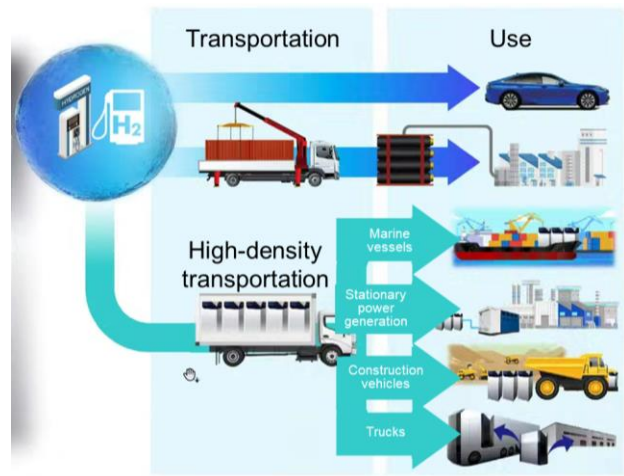 Transportation
Use
HYDROGEN
H2
High-density
transportation
Marine
vessels
Stationary
power
generation
Construction
vehicles
Trucks